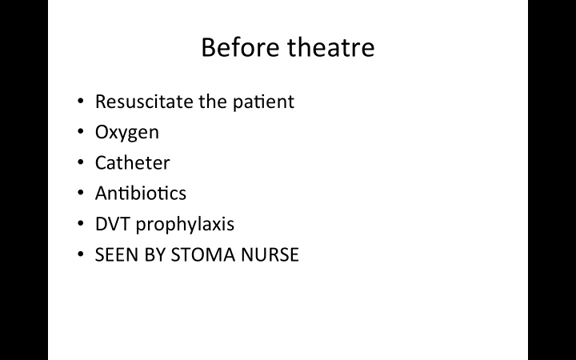 Before theatre
• Resuscitate the patient
• Oxygen
• Catheter
• Antibiotics
• DVT prophylaxis
• SEEN BY STOMA NURSE